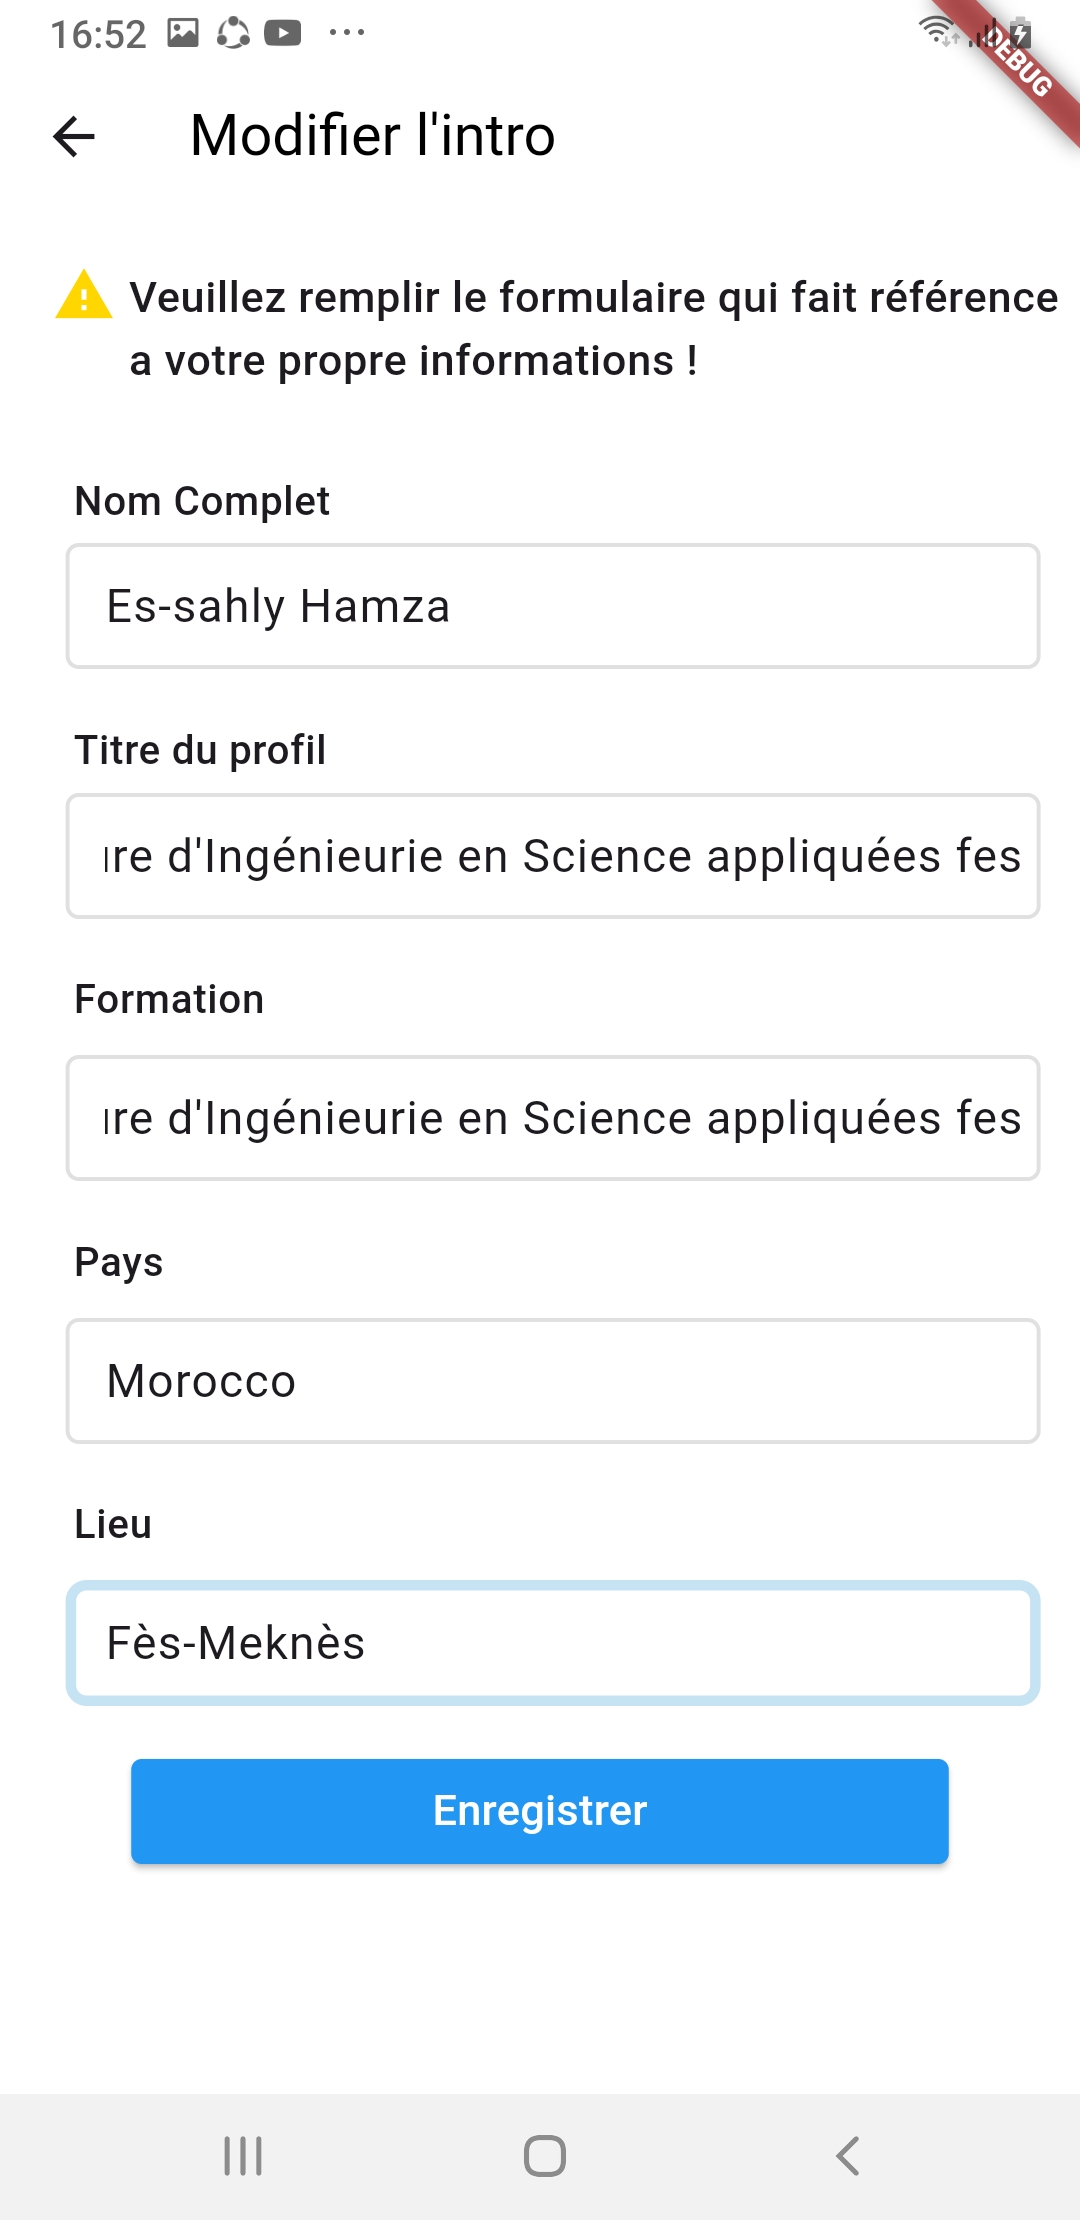 16:52
DEBUG
Modifier l'intro
Veuillez remplir le formulaire qui fait référence
a votre propre informations !
Nom Complet
Es-sahly Hamza
Titre du profil
d'Ingénieurie en Science appliquées fes
Formation
d'Ingénieurie en Science appliquées fes
Pays
Morocco
Lieu
Fès-Meknès
Enregistrer